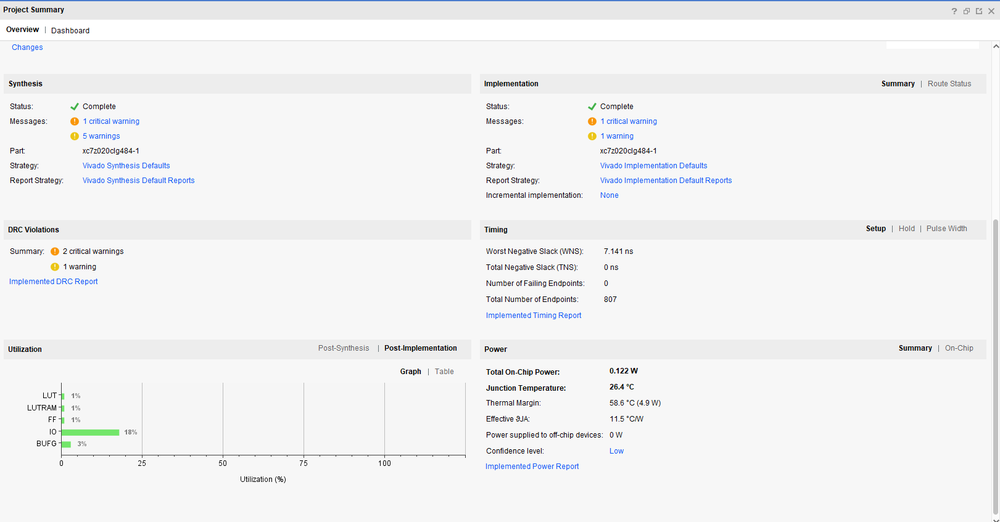 Project Summary
?
Overview | Dashboard
Changes
Synthesis
Status: Complete
Messages: 1 critical warning
5 warnings
Part: xc7z020clg484-1
Strategy: Vivado Synthesis Defaults
Report Strategy: Vivado Synthesis Default Reports
Implementation
Summary | Route Status
Status: Complete
Messages: 1 critical warning
1 warning
Part: xc7z020clg484-1
Strategy: Vivado Implementation Defaults
Report Strategy: Vivado Implementation Default Reports
Incremental implementation: None
DRC Violations
Summary: 2 critical warnings
1 warning
Implemented DRC Report
Timing
Setup | Hold | Pulse Width
Worst Negative Slack (WNS): 7.141 ns
Total Negative Slack (TNS): 0 ns
Number of Failing Endpoints: 0
Total Number of Endpoints: 807
Implemented Timing Report
Utilization
Post-Synthesis | Post-Implementation
Graph | Table
LUT 1%
LUTRAM 1%
FF 1%
IO 18%
BUFG 3%
0 25 50 75 100
Utilization (%)
Power
Summary | On-Chip
Total On-Chip Power: 0.122 W
Junction Temperature: 26.4 °C
Thermal Margin: 58.6 °C (4.9 W)
Effective ϑJA: 11.5 °C/W
Power supplied to off-chip devices: 0 W
Confidence level: Low
Implemented Power Report